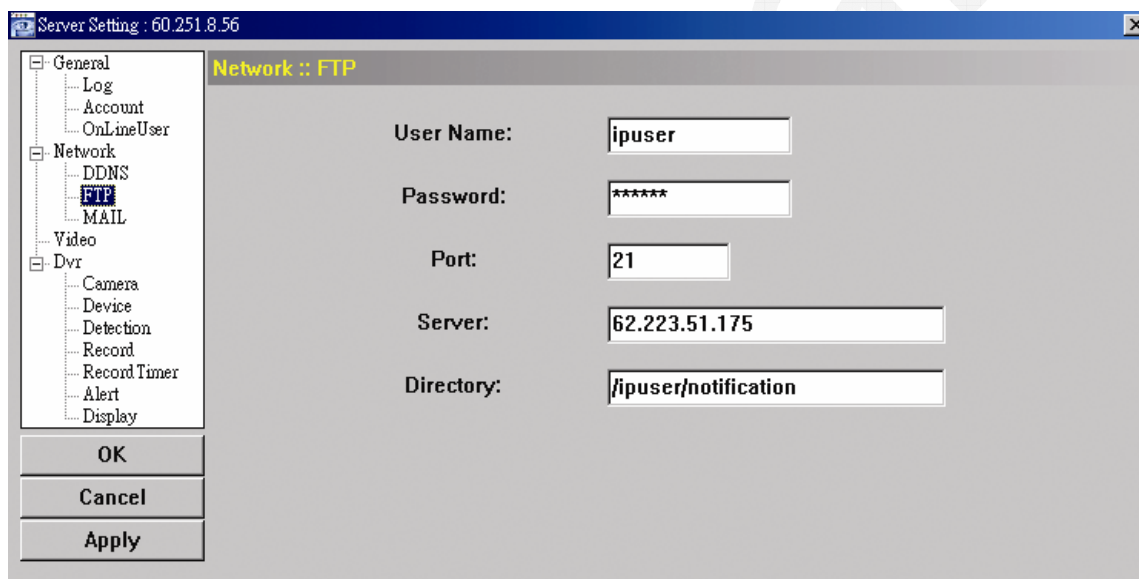 Server Setting : 60.251.8.56
General
Log
Account
OnLineUser
Network
DDNS
FTP
MAIL
Video
Dvr
Camera
Device
Detection
Record
Record Timer
Alert
Display
OK
Cancel
Apply
Network :: FTP
User Name: ipuser
Password: ******
Port: 21
Server: 62.223.51.175
Directory: /ipuser/notification